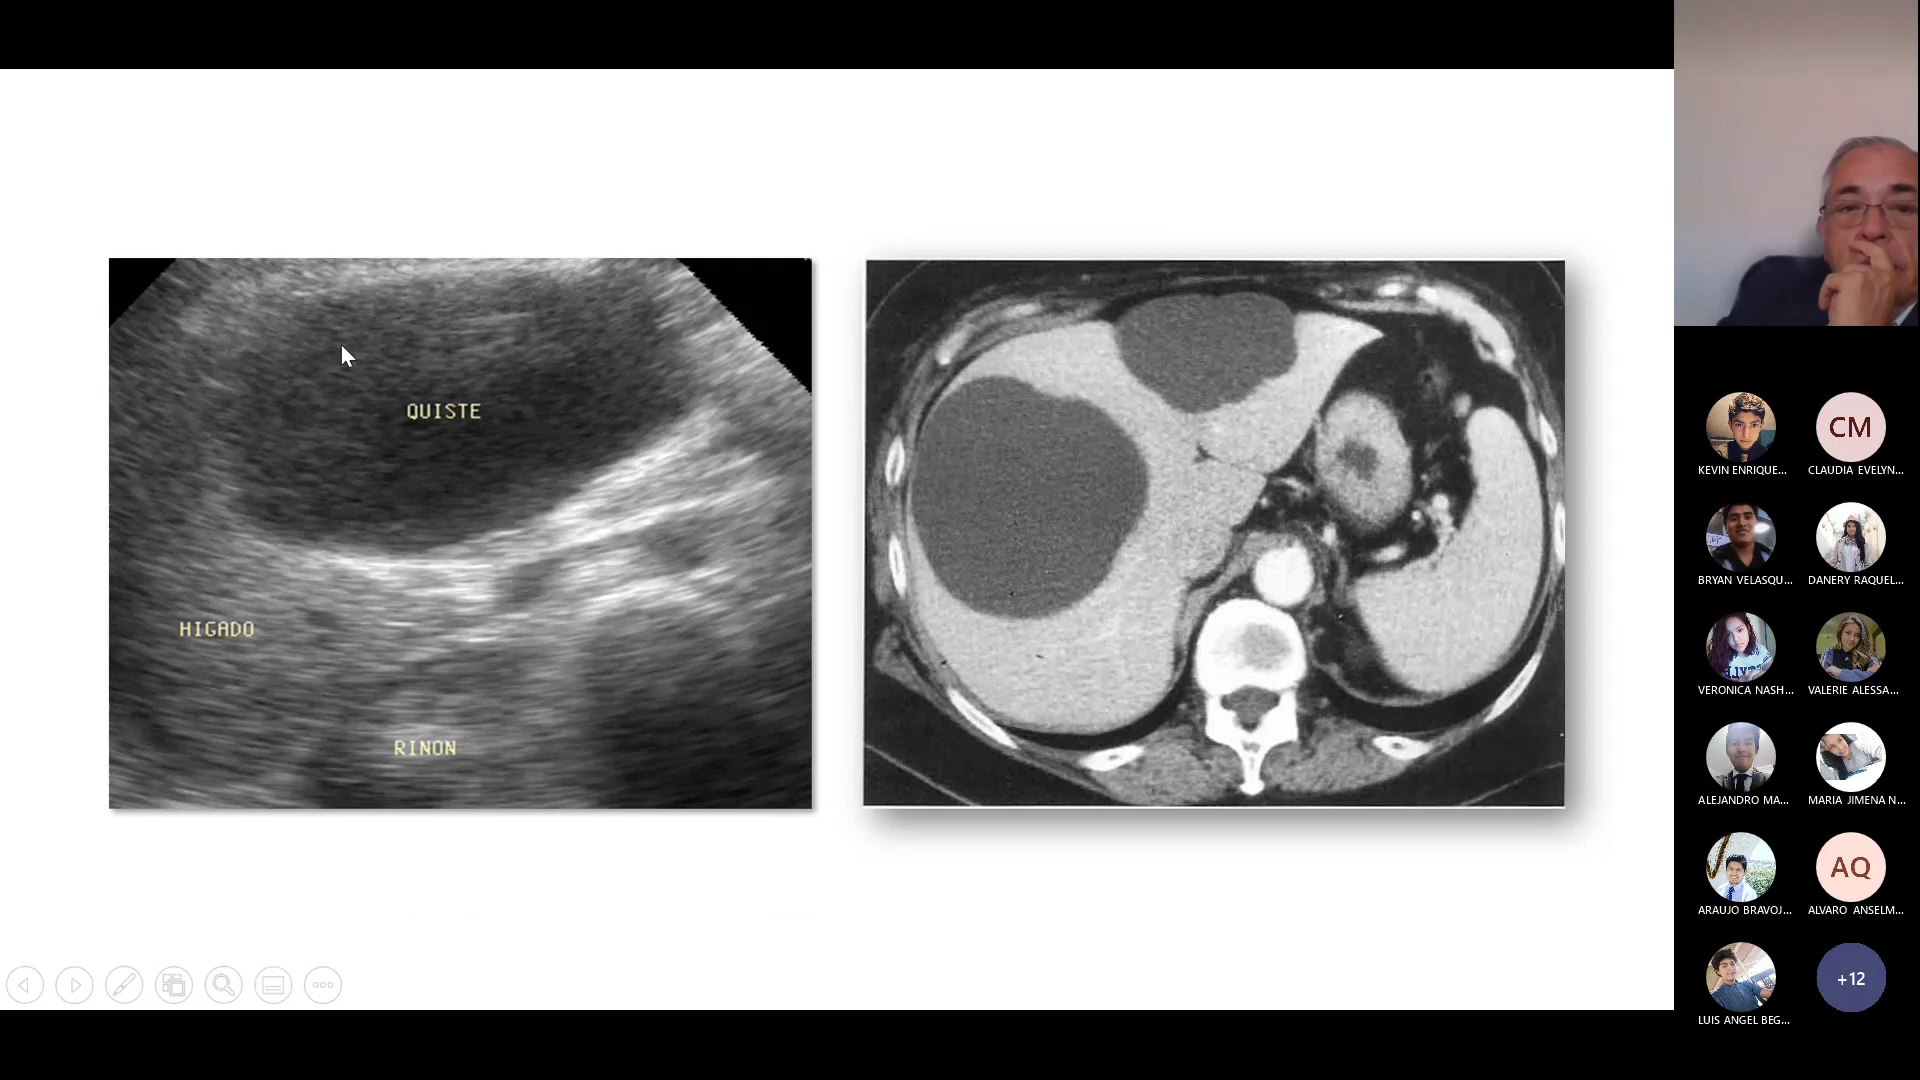 QUISTE
HIGADO
RINON
KEVIN ENRIQUE...
CM
CLAUDIA EVELYN...
BRYAN VELASQU...
DANERY RAQUEL...
VERONICA NASH...
VALERIE ALESSA...
ALEJANDRO MA...
MARIA JIMENA N...
ARAUJO BRAVOJ...
AQ
ALVARO ANSELM...
LUIS ANGEL BEG...
+12